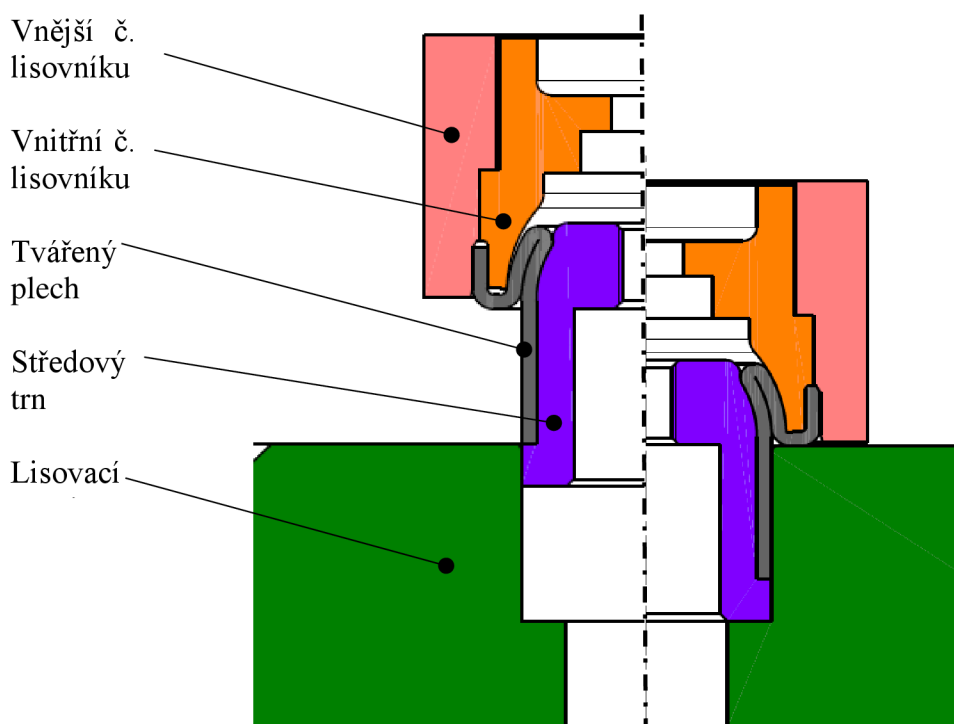 Vnější č.
lisovníku
Vnitřní č.
lisovníku
Tvářený
plech
Středový
trn
Lisovací